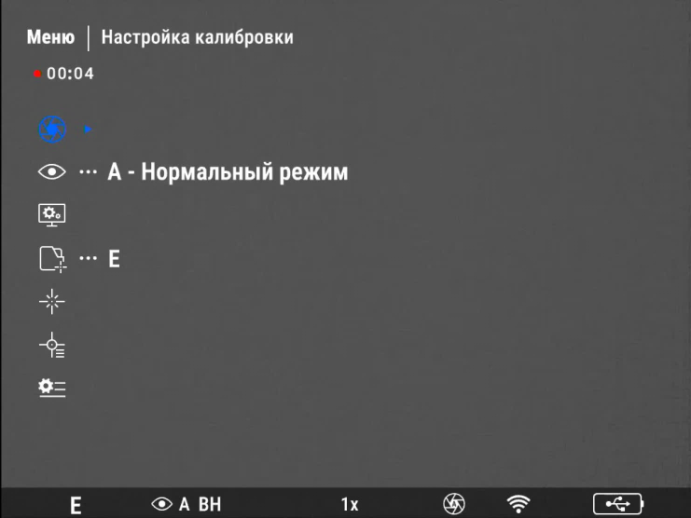 Меню | Настройка калибровки
00:04
··· A - Нормальный режим
··· E
E A BH 1x